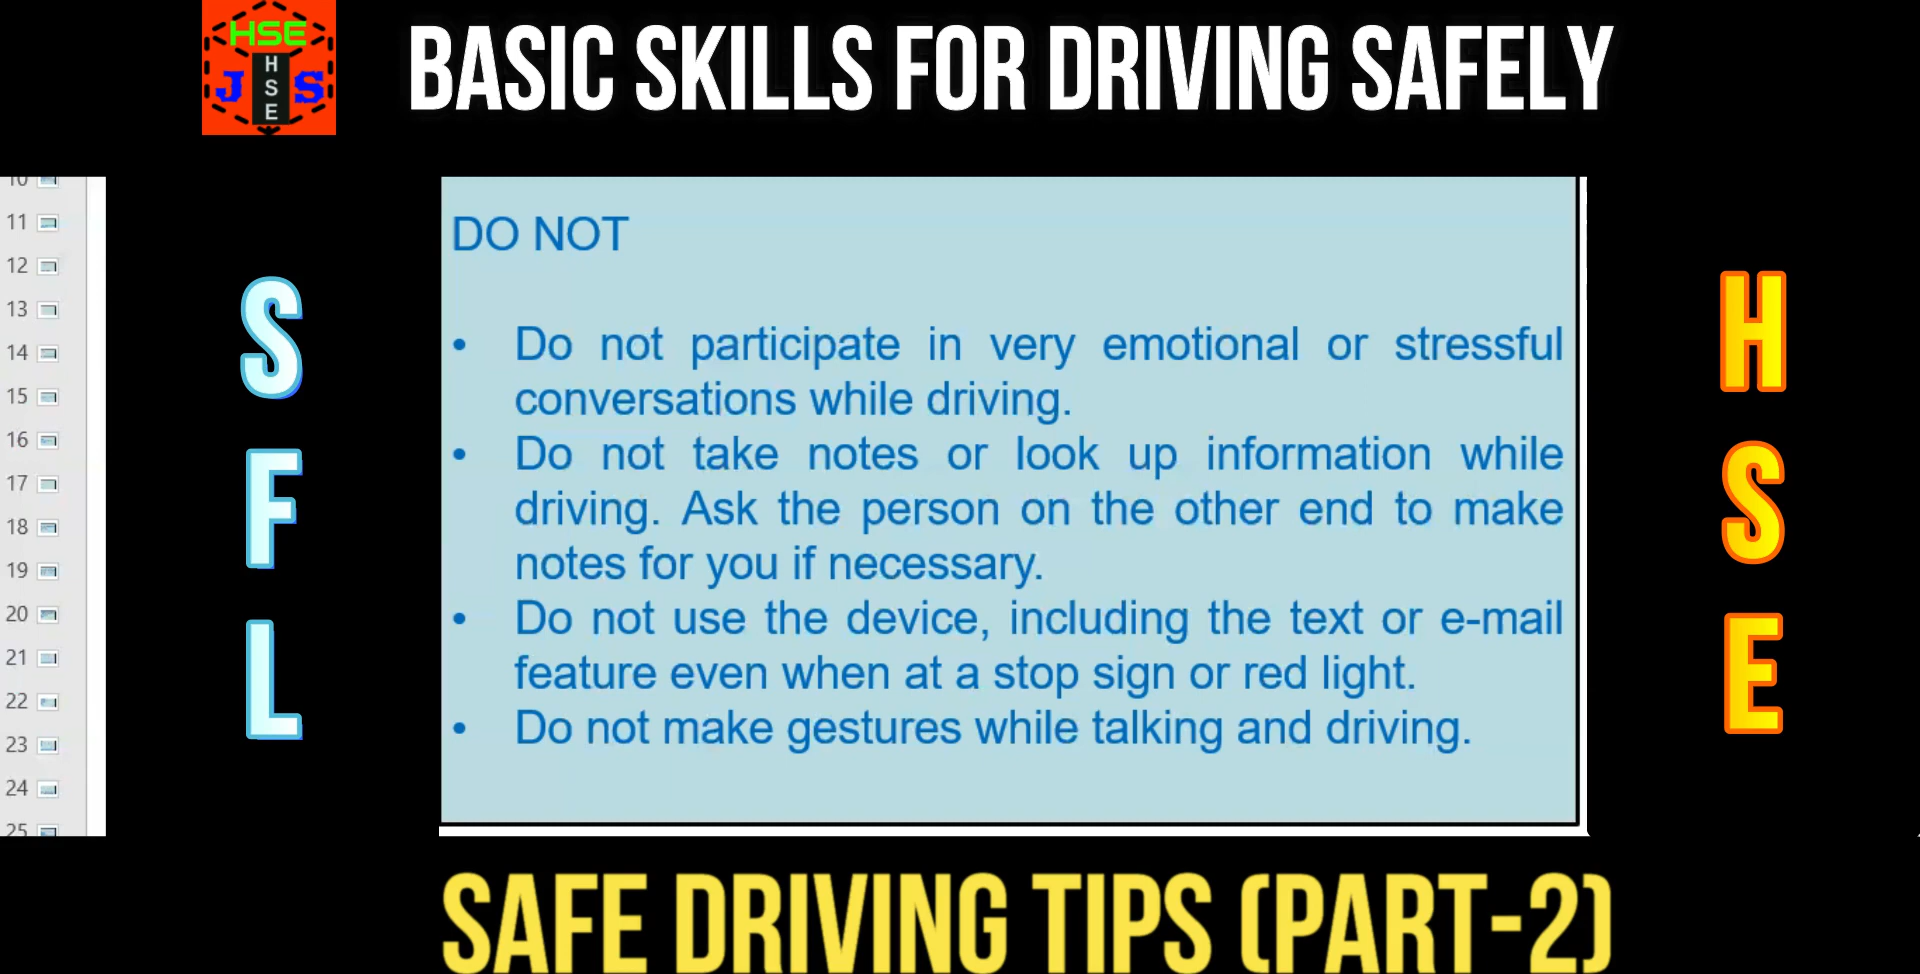 HSE
J S
H
S
E
BASIC SKILLS FOR DRIVING SAFELY
10
11
12
13
14
15
16
17
18
19
20
21
22
23
24
25
S
F
L
DO NOT
• Do not participate in very emotional or stressful
conversations while driving.
• Do not take notes or look up information while
driving. Ask the person on the other end to make
notes for you if necessary.
• Do not use the device, including the text or e-mail
feature even when at a stop sign or red light.
• Do not make gestures while talking and driving.
H
S
E
SAFE DRIVING TIPS (PART-2)